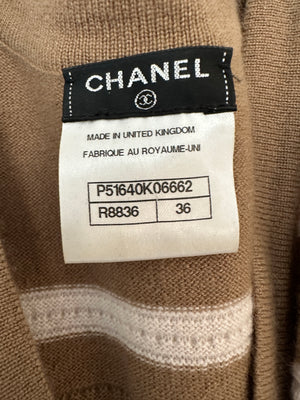 CHANEL
MADE IN UNITED KINGDOM
FABRIQUE AU ROYAUME-UNI
P51640K06662
R8836 36